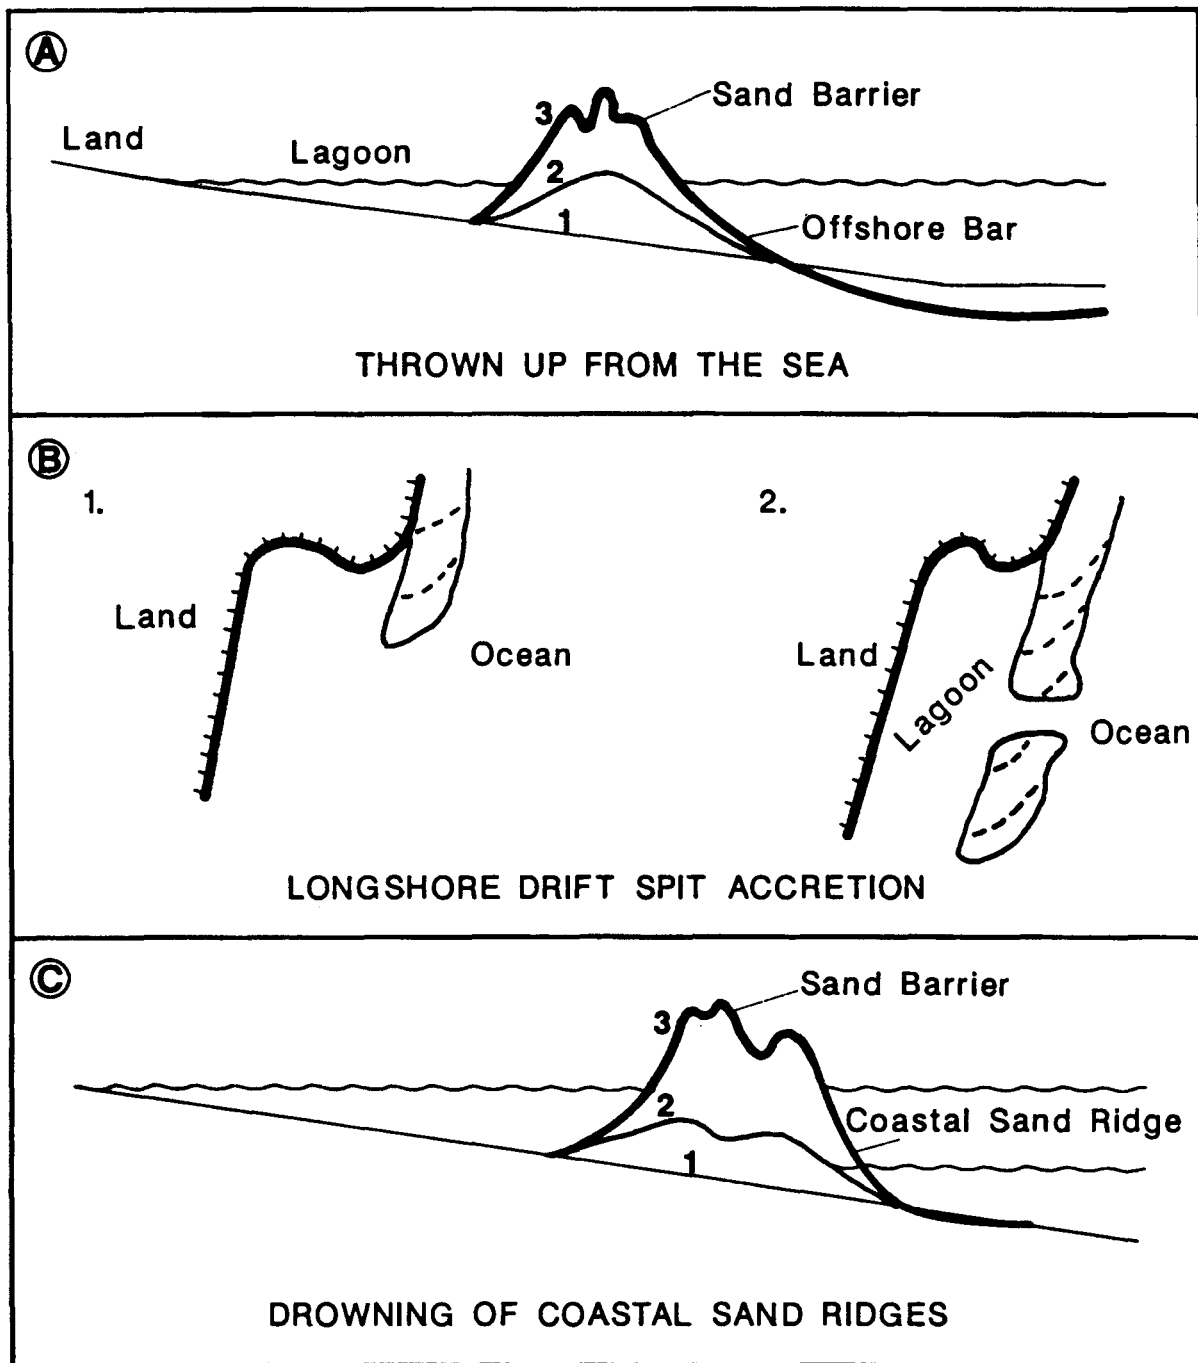 A
Sand Barrier
3
Land
Lagoon
2
1
Offshore Bar
THROWN UP FROM THE SEA
B
1.
2.
Land
Ocean
Land
Lagoon
Ocean
LONGSHORE DRIFT SPIT ACCRETION
C
Sand Barrier
3
2
Coastal Sand Ridge
1
DROWNING OF COASTAL SAND RIDGES